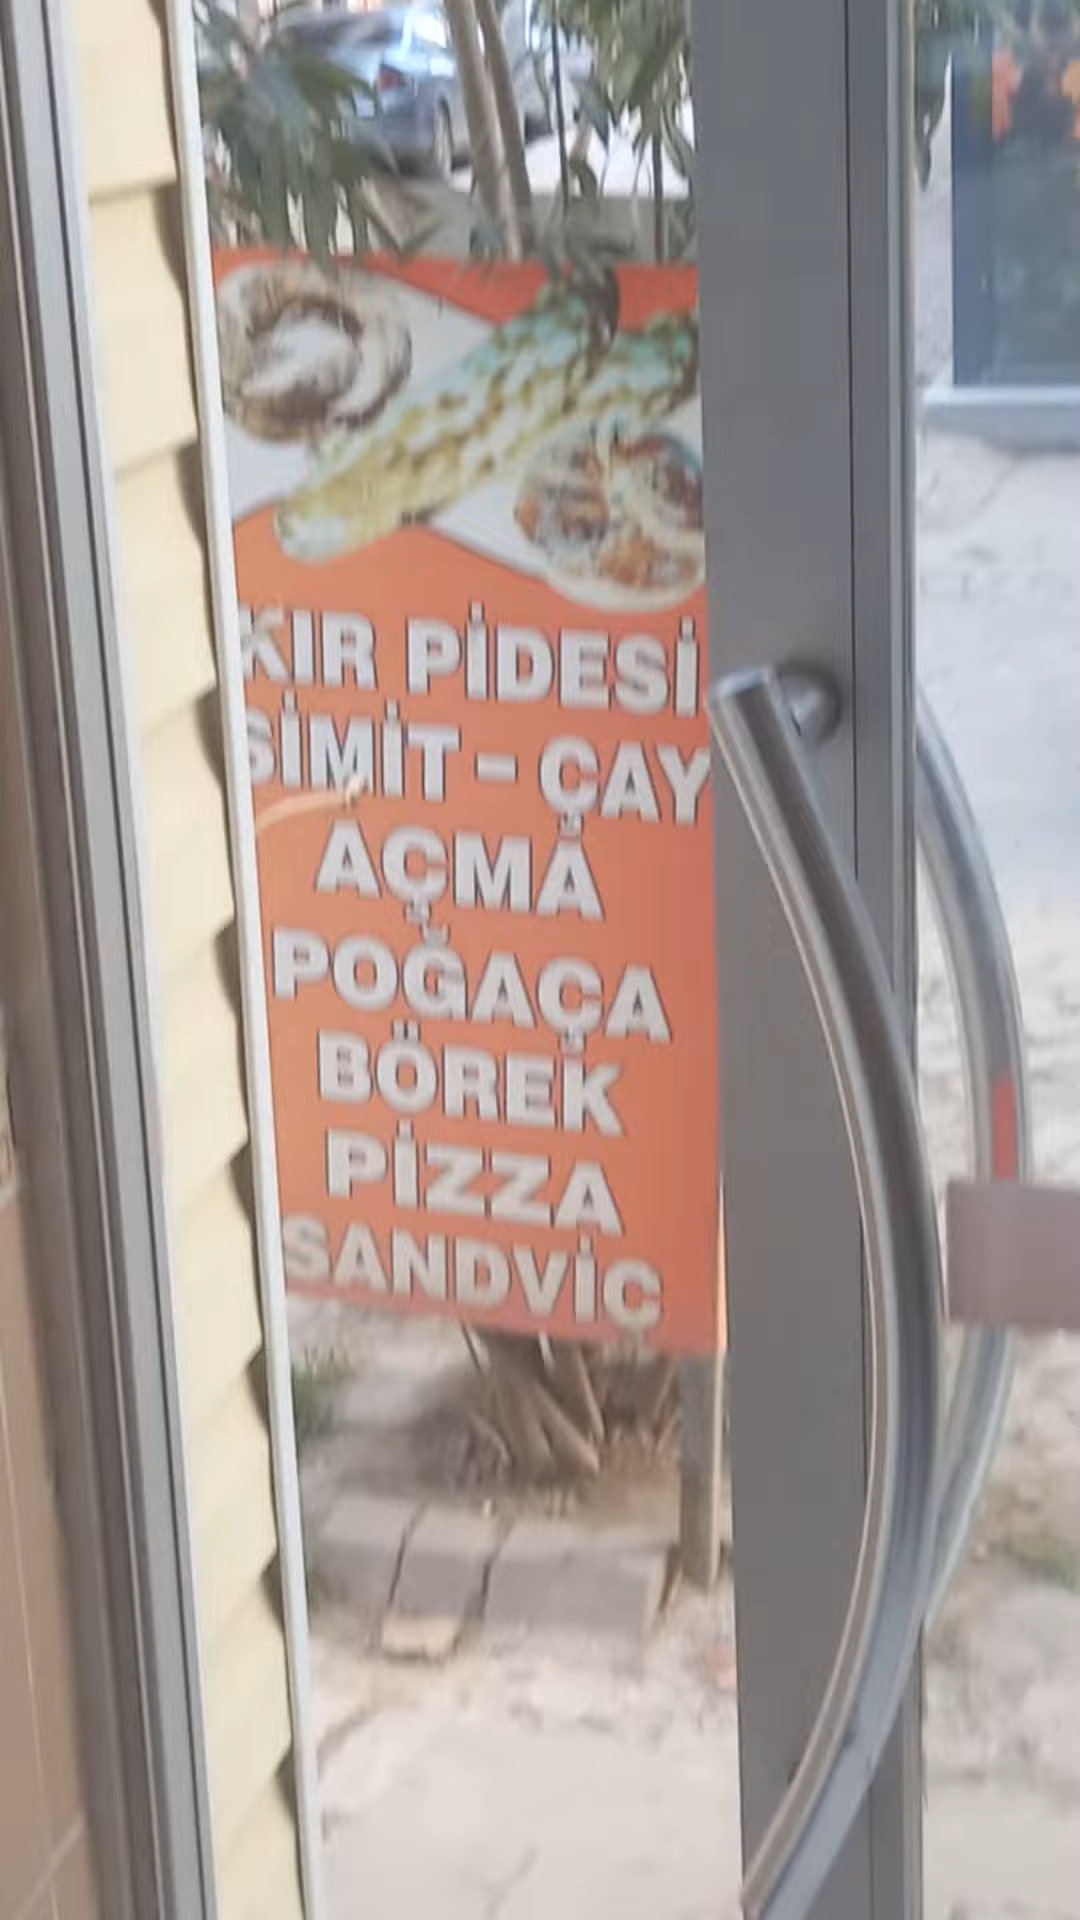 KIR PİDESİ
SİMİT - ÇAY
AÇMA
POĞAÇA
BÖREK
PİZZA
SANDVİÇ